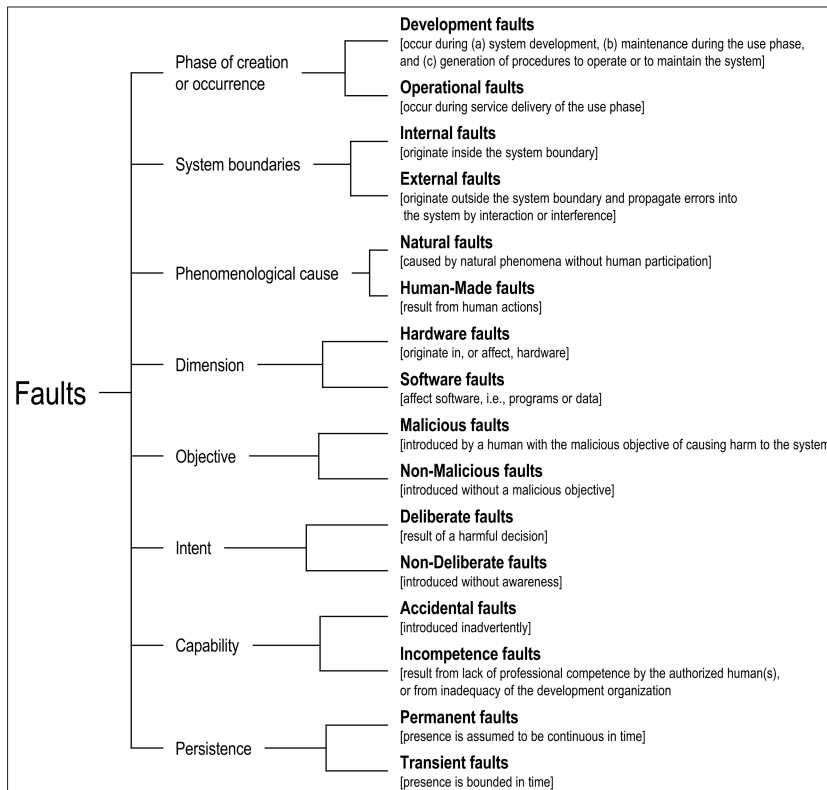 Faults
Phase of creation
or occurrence
Development faults
[occur during (a) system development, (b) maintenance during the use phase,
and (c) generation of procedures to operate or to maintain the system]
Operational faults
[occur during service delivery of the use phase]
System boundaries
Internal faults
[originate inside the system boundary]
External faults
[originate outside the system boundary and propagate errors into
the system by interaction or interference]
Phenomenological cause
Natural faults
[caused by natural phenomena without human participation]
Human-Made faults
[result from human actions]
Dimension
Hardware faults
[originate in, or affect, hardware]
Software faults
[affect software, i.e., programs or data]
Objective
Malicious faults
[introduced by a human with the malicious objective of causing harm to the system
Non-Malicious faults
[introduced without a malicious objective]
Intent
Deliberate faults
[result of a harmful decision]
Non-Deliberate faults
[introduced without awareness]
Capability
Accidental faults
[introduced inadvertently]
Incompetence faults
[result from lack of professional competence by the authorized human(s),
or from inadequacy of the development organization
Persistence
Permanent faults
[presence is assumed to be continuous in time]
Transient faults
[presence is bounded in time]